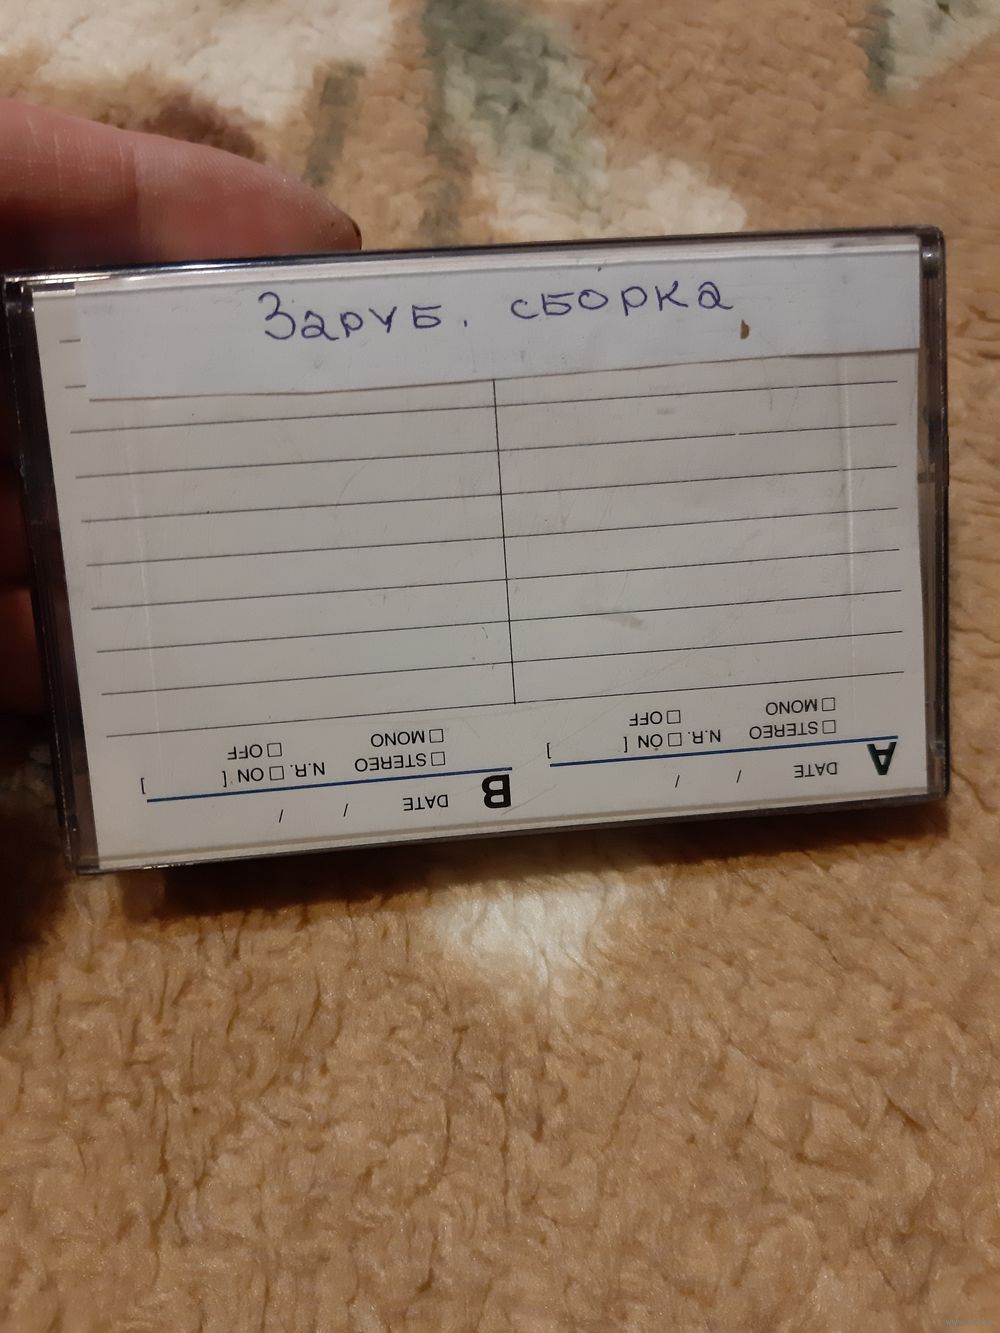 Заруб. сборка
A DATE / /
☐ STEREO N.R. ☐ ON [ ]
☐ MONO ☐ OFF
B DATE / /
☐ STEREO N.R. ☐ ON [ ]
☐ MONO ☐ OFF